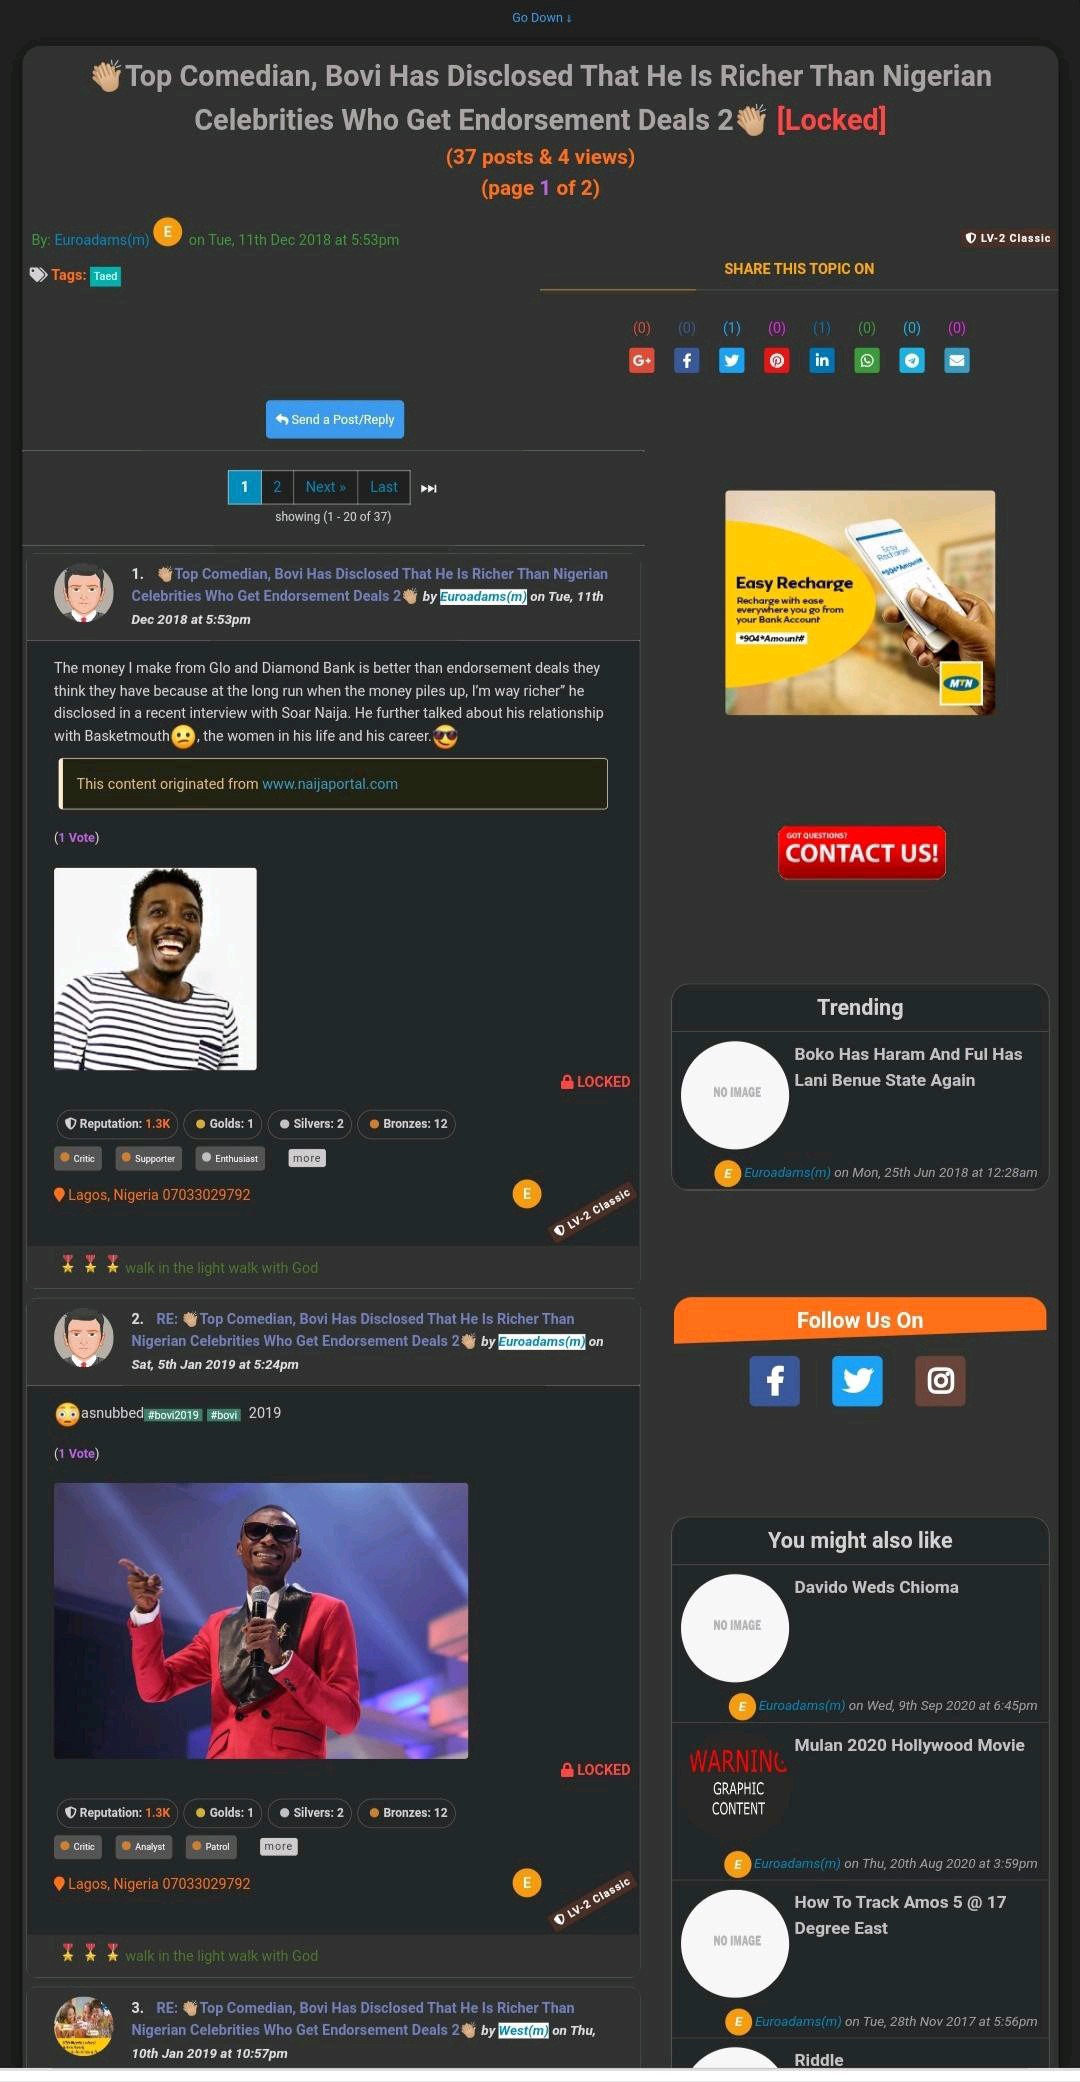 Go Down ⇓
👏🏼Top Comedian, Bovi Has Disclosed That He Is Richer Than Nigerian
Celebrities Who Get Endorsement Deals 2👏🏼 [Locked]
(37 posts & 4 views)
(page 1 of 2)
By: Euroadams(m) E on Tue, 11th Dec 2018 at 5:53pm
LV-2 Classic
Tags: Taed
SHARE THIS TOPIC ON
(0) (0) (1) (0) (1) (0) (0) (0)
Send a Post/Reply
1 2 Next » Last
showing (1 - 20 of 37)
1. 👏🏼Top Comedian, Bovi Has Disclosed That He Is Richer Than Nigerian
Celebrities Who Get Endorsement Deals 2👏🏼 by Euroadams(m) on Tue, 11th
Dec 2018 at 5:53pm
The money I make from Glo and Diamond Bank is better than endorsement deals they
think they have because at the long run when the money piles up, I'm way richer” he
disclosed in a recent interview with Soar Naija. He further talked about his relationship
with Basketmouth😕, the women in his life and his career.😎
This content originated from www.naijaportal.com
(1 Vote)
LOCKED
Reputation: 1.3K Golds: 1 Silvers: 2 Bronzes: 12
Critic Supporter Enthusiast more
Lagos, Nigeria 07033029792
E
LV-2 Classic
walk in the light walk with God
2. RE: 👏🏼Top Comedian, Bovi Has Disclosed That He Is Richer Than
Nigerian Celebrities Who Get Endorsement Deals 2👏🏼 by Euroadams(m) on
Sat, 5th Jan 2019 at 5:24pm
😳asnubbed #bovi2019 #bovi 2019
(1 Vote)
LOCKED
Reputation: 1.3K Golds: 1 Silvers: 2 Bronzes: 12
Critic Analyst Patrol more
Lagos, Nigeria 07033029792
E
LV-2 Classic
walk in the light walk with God
3. RE: 👏🏼Top Comedian, Bovi Has Disclosed That He Is Richer Than
Nigerian Celebrities Who Get Endorsement Deals 2👏🏼 by West(m) on Thu,
10th Jan 2019 at 10:57pm
Easy Recharge
Recharge with ease
everywhere you go from
your Bank Account
*904*Amount#
MTN
GOT QUESTIONS?
CONTACT US!
Trending
NO IMAGE
Boko Has Haram And Ful Has
Lani Benue State Again
E Euroadams(m) on Mon, 25th Jun 2018 at 12:28am
Follow Us On
You might also like
NO IMAGE
Davido Weds Chioma
E Euroadams(m) on Wed, 9th Sep 2020 at 6:45pm
WARNING
GRAPHIC
CONTENT
Mulan 2020 Hollywood Movie
E Euroadams(m) on Thu, 20th Aug 2020 at 3:59pm
NO IMAGE
How To Track Amos 5 @ 17
Degree East
E Euroadams(m) on Tue, 28th Nov 2017 at 5:56pm
Riddle